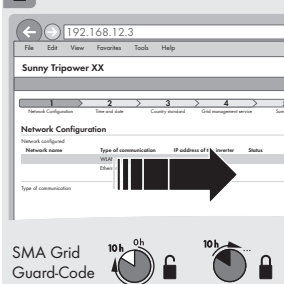 192.168.12.3
File Edit View Favorites Tools Help
Sunny Tripower XX
1 2 3 4
Network Configuration Time and date Country standard Grid management service
Network Configuration
Network configured
Network name Type of communication IP address of the inverter Status
WLAN
Type of communication
10 h 0 h 10 h ...
SMA Grid
Guard-Code